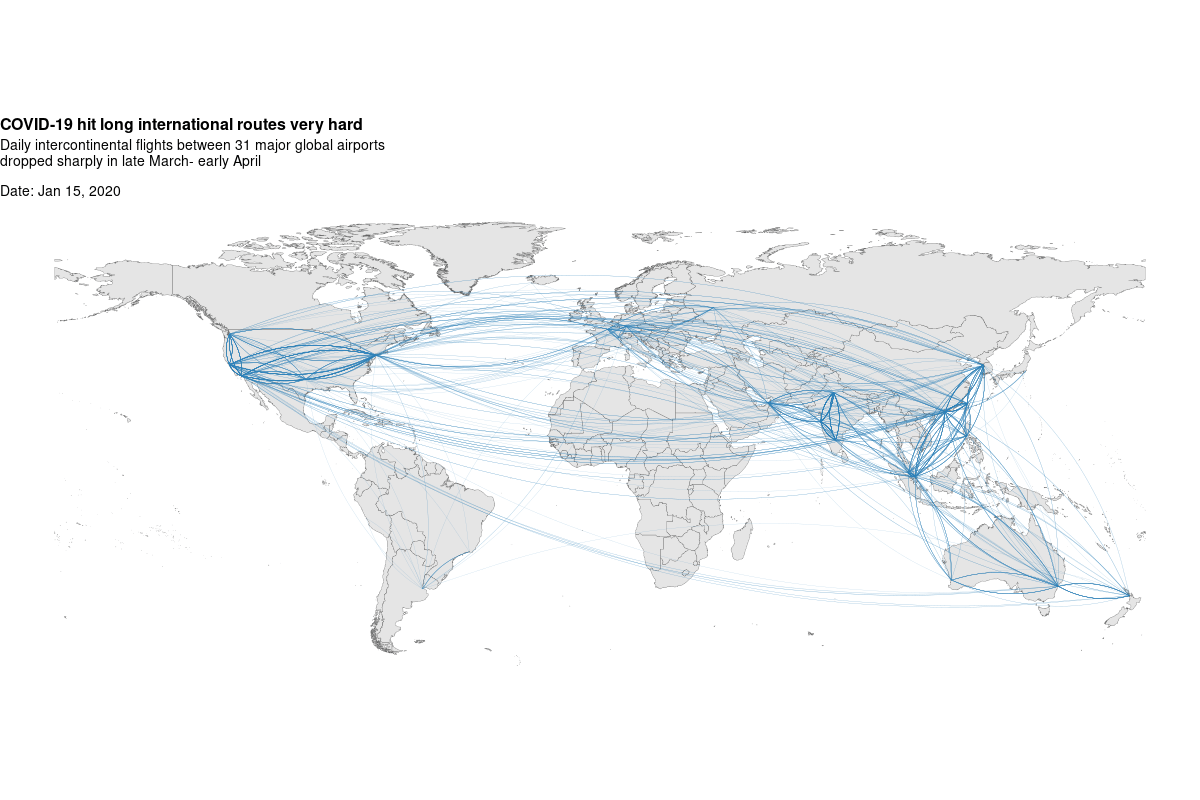 COVID-19 hit long international routes very hard
Daily intercontinental flights between 31 major global airports
dropped sharply in late March- early April
Date: Jan 15, 2020